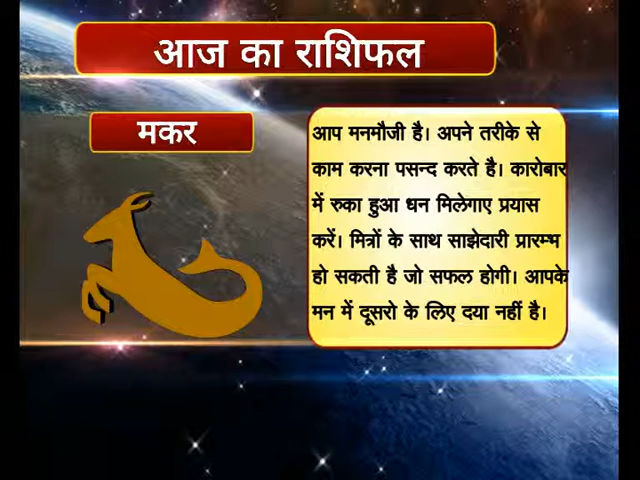 आज का राशिफल
मकर
आप मनमौजी है। अपने तरीके से
काम करना पसन्द करते है। कारोबार
में रुका हुआ धन मिलेगाए प्रयास
करें। मित्रों के साथ साझेदारी प्रारम्भ
हो सकती है जो सफल होगी। आपके
मन में दूसरो के लिए दया नहीं है।